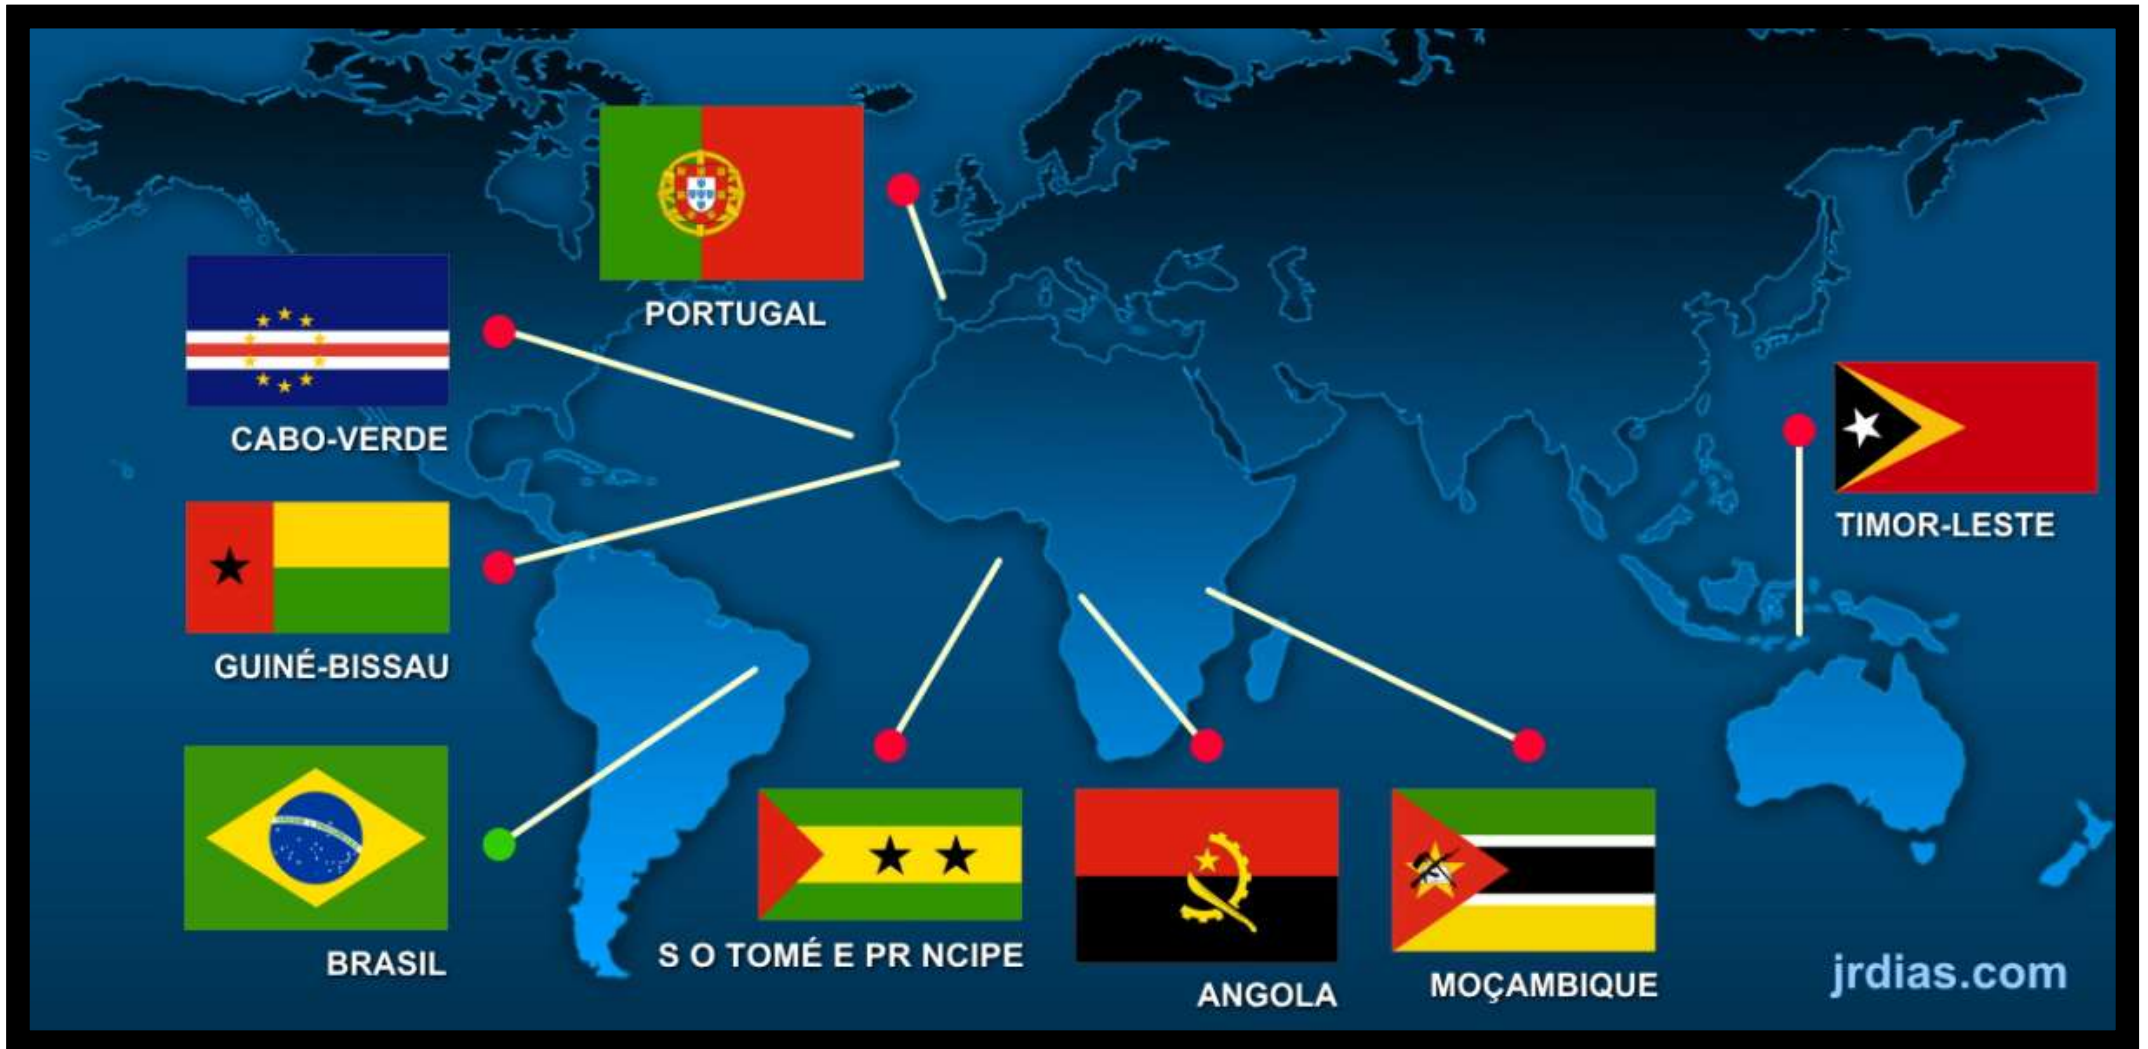 PORTUGAL
CABO-VERDE
TIMOR-LESTE
GUINÉ-BISSAU
BRASIL
S O TOMÉ E PR NCIPE
ANGOLA
MOÇAMBIQUE
jrdias.com